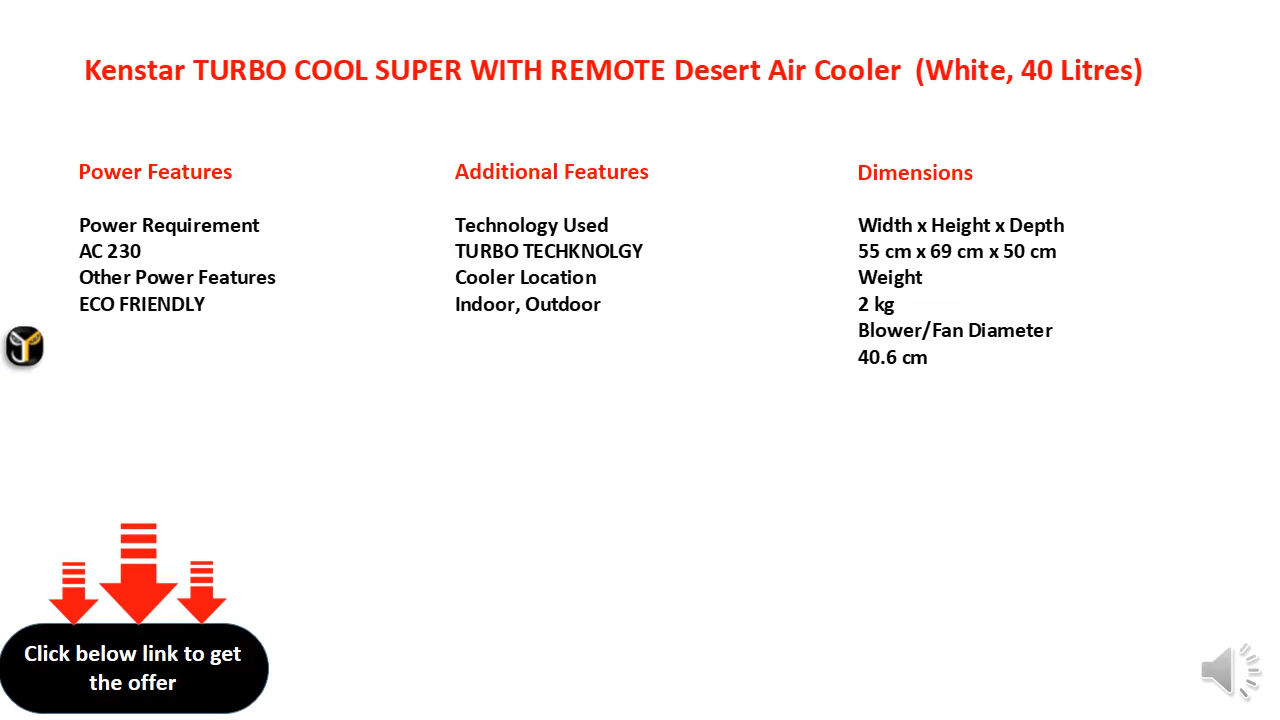 Kenstar TURBO COOL SUPER WITH REMOTE Desert Air Cooler (White, 40 Litres)
Power Features
Power Requirement
AC 230
Other Power Features
ECO FRIENDLY
Additional Features
Technology Used
TURBO TECHKNOLGY
Cooler Location
Indoor, Outdoor
Dimensions
Width x Height x Depth
55 cm x 69 cm x 50 cm
Weight
2 kg
Blower/Fan Diameter
40.6 cm
Click below link to get
the offer